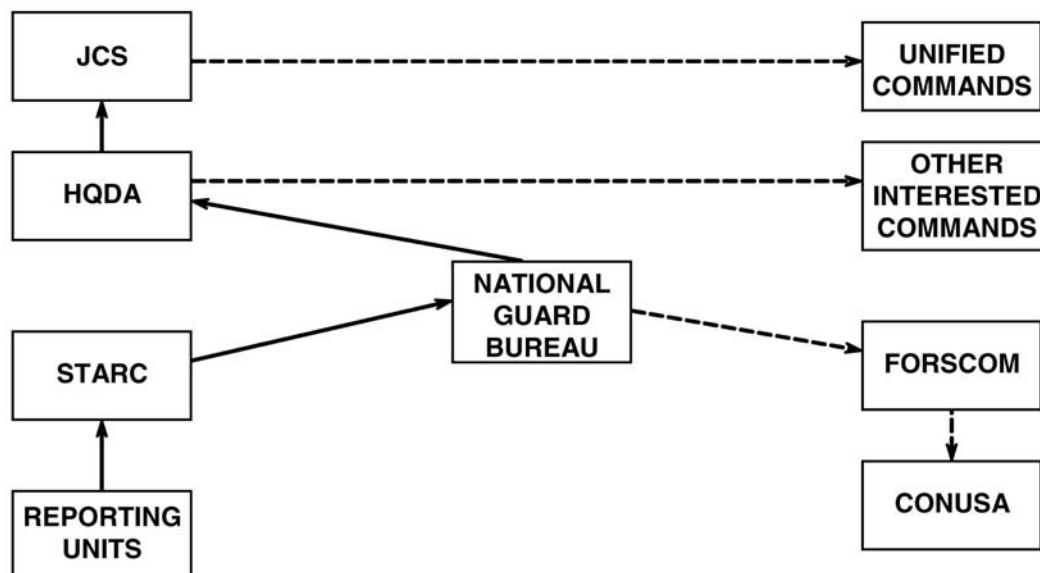 JCS
UNIFIED
COMMANDS
HQDA
OTHER
INTERESTED
COMMANDS
NATIONAL
GUARD
BUREAU
STARC
FORSCOM
REPORTING
UNITS
CONUSA